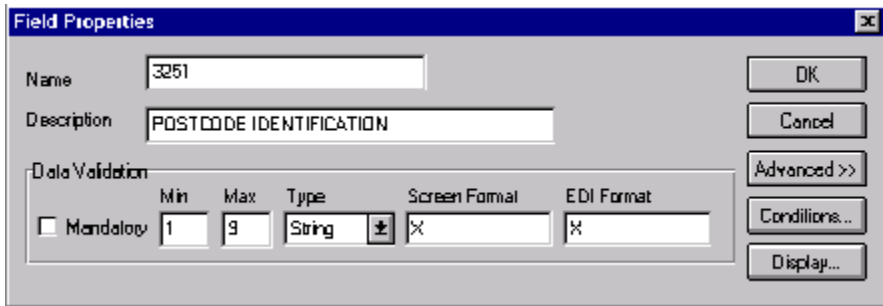 Field Properties
Name 3251 OK
Description POSTCODE IDENTIFICATION Cancel
Data Validation Advanced >>
Min Max Type Screen Format EDI Format
Mandatory 1 9 String X X Conditions...
Display...